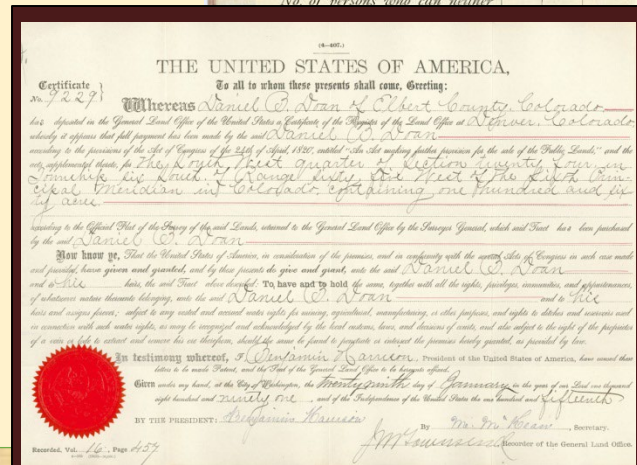 No. of persons who can neither
(4-407.)
THE UNITED STATES OF AMERICA,
Certificate
No. 9229
To all to whom these presents shall come, Greeting:
Whereas Daniel B. Doan of Elbert County, Colorado
has deposited in the General Land Office of the United States a Certificate of the Register of the Land Office at Denver, Colorado,
whereby it appears that full payment has been made by the said Daniel B. Doan
according to the provisions of the Act of Congress of the 24th of April, 1820, entitled "An Act making further provision for the sale of the Public Lands," and the
acts supplemental thereto, for The South West quarter of Section twenty four in
Township six South of Range sixty five West of the Sixth Prin-
cipal Meridian in Colorado, containing one hundred and six
ty acre
according to the Official Plat of the Survey of the said Lands, returned to the General Land Office by the Surveyor General, which said Tract has been purchased
by the said Daniel B. Doan
Now know ye, That the United States of America, in consideration of the premises, and in conformity with the several Acts of Congress in such case made
and provided, have given and granted, and by these presents do give and grant, unto the said Daniel B. Doan
and to his heirs, the said Tract above described: To have and to hold the same, together with all the rights, privileges, immunities, and appurtenances,
of whatsoever nature thereunto belonging, unto the said Daniel B. Doan and to his
heirs and assigns forever; subject to any vested and accrued water rights for mining, agricultural, manufacturing, or other purposes, and rights to ditches and reservoirs used
in connection with such water rights, as may be recognized and acknowledged by the local customs, laws, and decisions of courts, and also subject to the right of the proprietor
of a vein or lode to extract and remove his ore therefrom, should the same be found to penetrate or intersect the premises hereby granted, as provided by law.
In testimony whereof, I, Benjamin Harrison, President of the United States of America, have caused these
letters to be made Patent, and the Seal of the General Land Office to be hereunto affixed.
Given under my hand, at the City of Washington, the twenty ninth day of January, in the year of our Lord one thousand
eight hundred and ninety one, and of the Independence of the United States the one hundred and fifteenth
BY THE PRESIDENT: Benjamin Harrison
By M. McKean, Secretary.
J M Townsend Recorder of the General Land Office.
Recorded, Vol. 16, Page 457